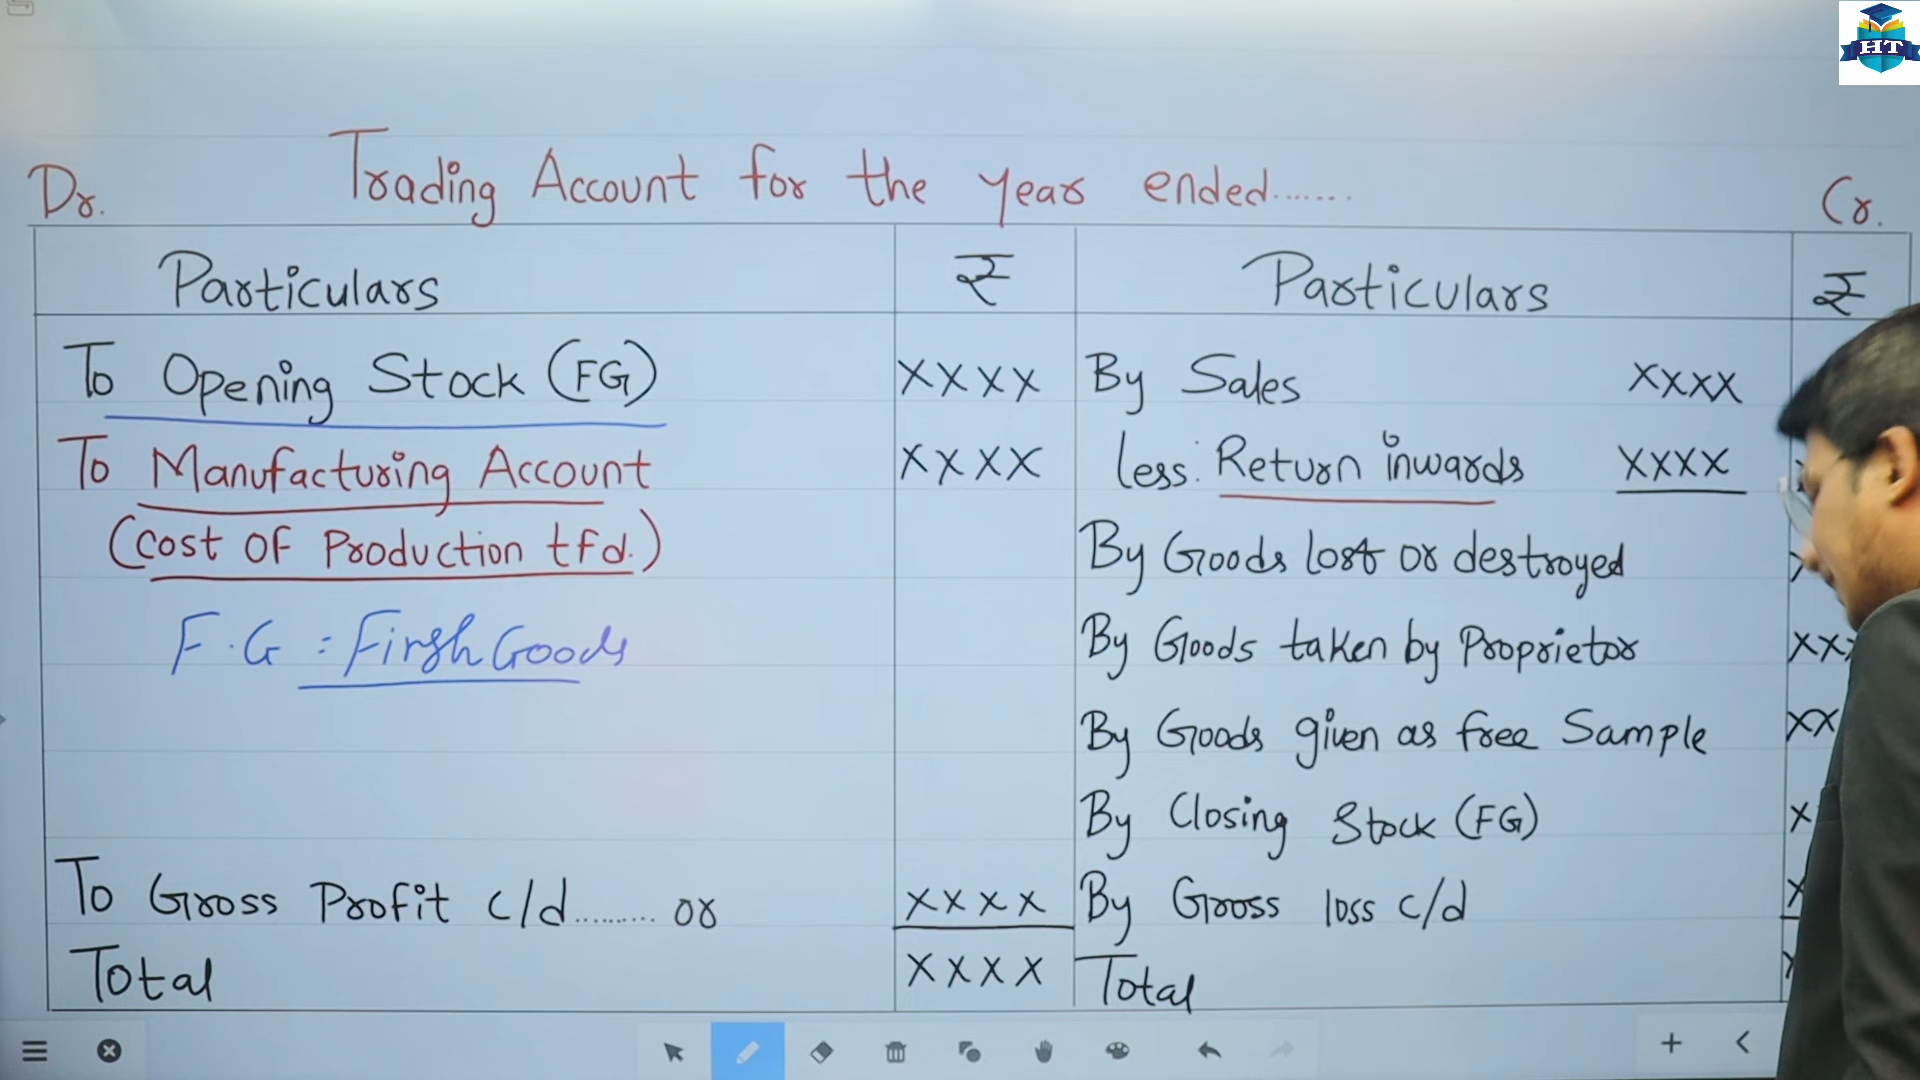 HT
Trading Account for the year ended.......
Dr. Cr.
Particulars ₹ Particulars ₹
To Opening Stock (FG) XXXX By Sales XXXX
To Manufacturing Account XXXX less: Return inwards XXXX
(Cost OF Production tfd.) By Goods lost or destroyed
F.G = Finsh Goods By Goods taken by Proprietor XXX
By Goods given as free Sample XX
By Closing Stock (FG) X
To Gross Profit c/d......... or XXXX By Gross loss c/d X
Total XXXX Total